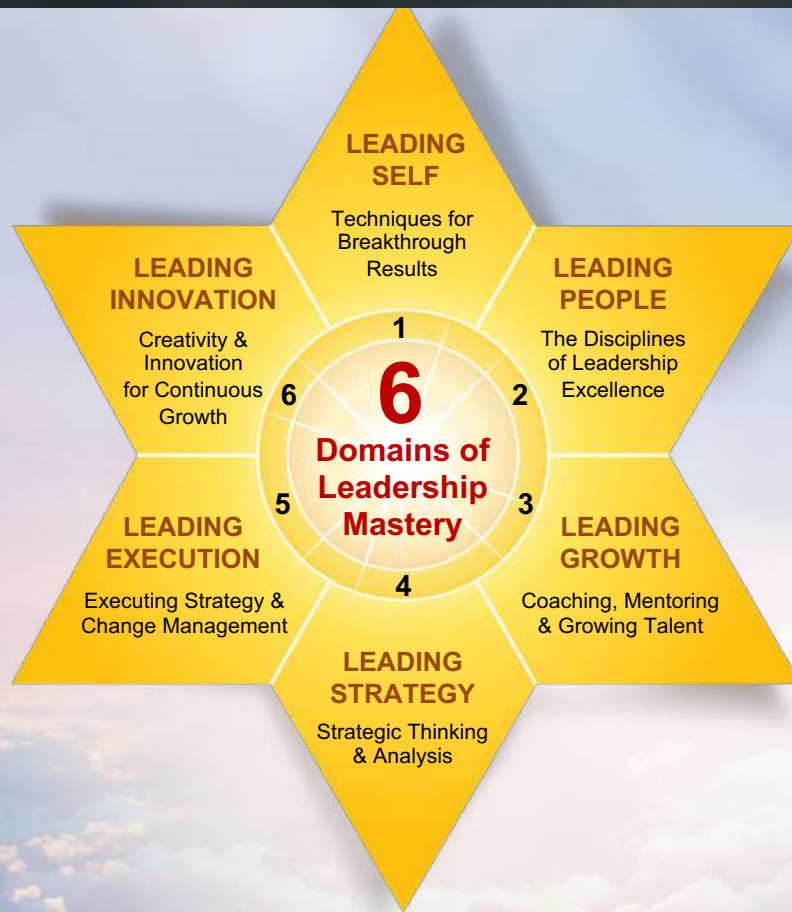 LEADING
SELF
Techniques for
Breakthrough
Results
1
LEADING
PEOPLE
The Disciplines
of Leadership
Excellence
2
LEADING
GROWTH
Coaching, Mentoring
& Growing Talent
3
LEADING
STRATEGY
Strategic Thinking
& Analysis
4
LEADING
EXECUTION
Executing Strategy &
Change Management
5
LEADING
INNOVATION
Creativity &
Innovation
for Continuous
Growth
6
6
Domains of
Leadership
Mastery